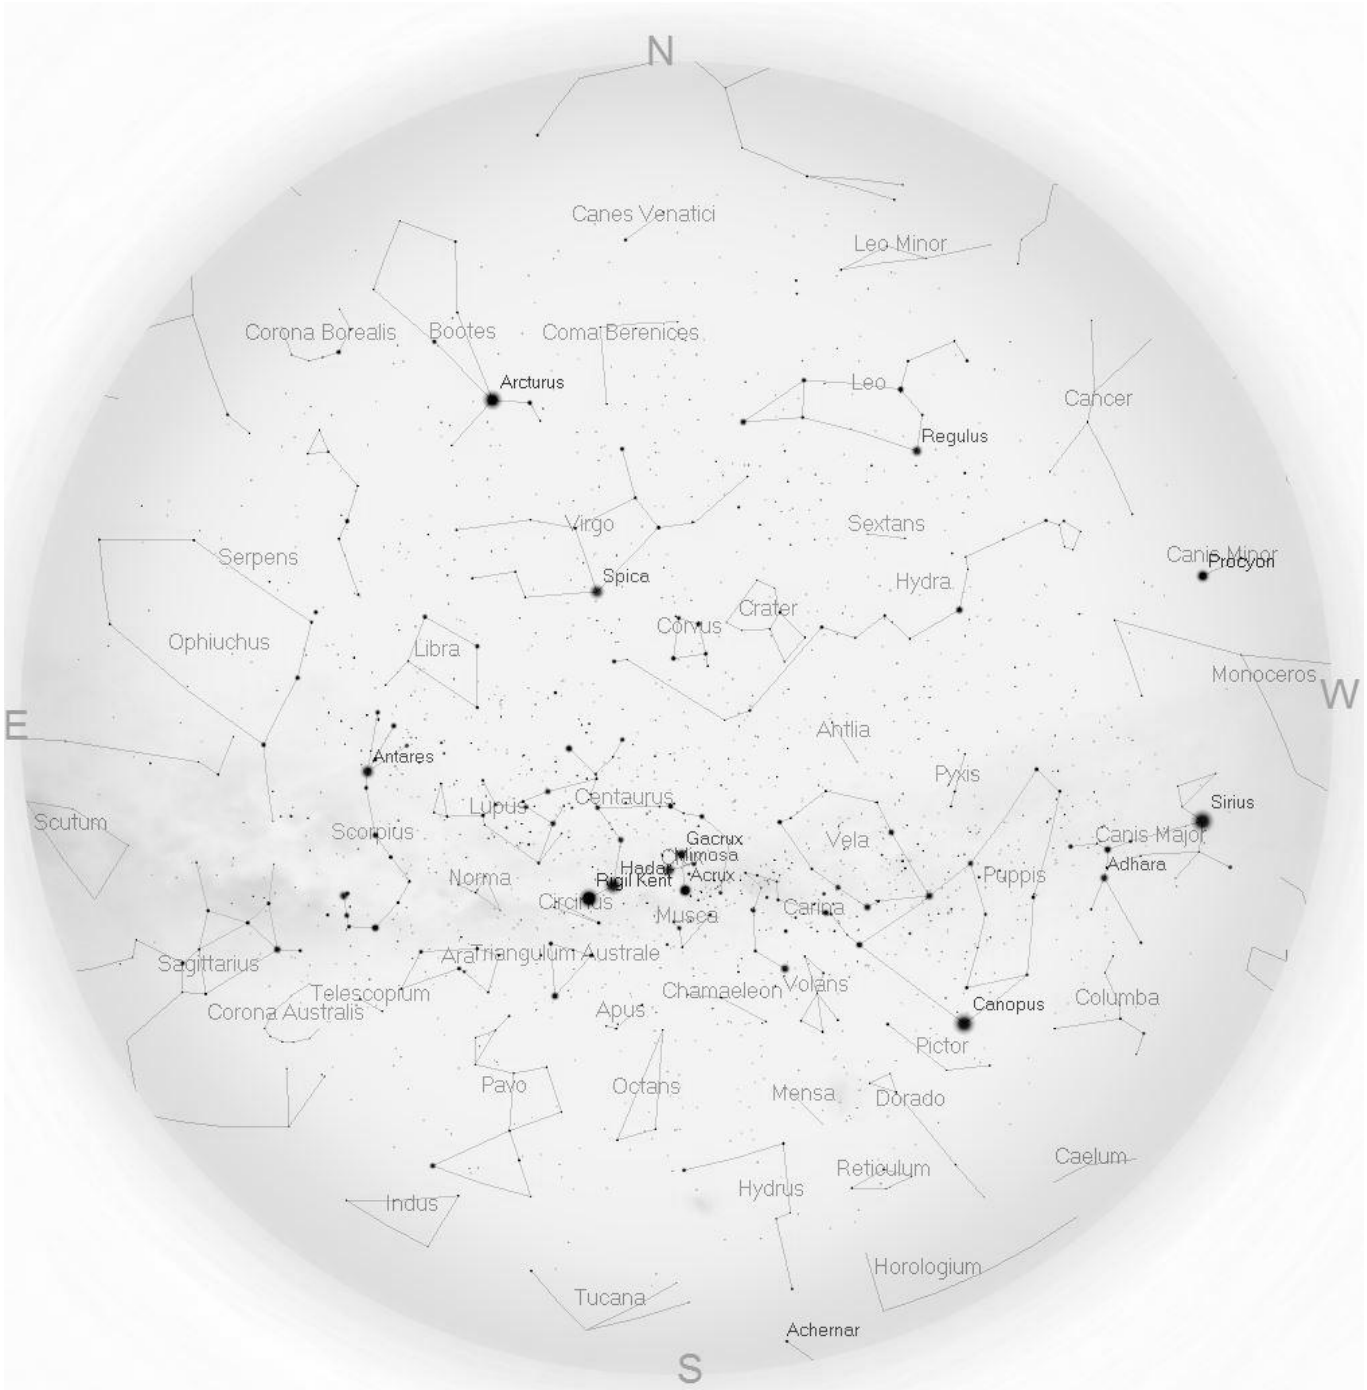 N
Canes Venatici
Leo Minor
Corona Borealis
Bootes
Coma Berenices
Arcturus
Leo
Cancer
Regulus
Virgo
Sextans
Serpens
Canis Minor
Procyon
Spica
Hydra
Crater
Corvus
Ophiuchus
Libra
Monoceros
W
E
Antlia
Antares
Pyxis
Centaurus
Lupus
Sirius
Scutum
Scorpius
Gacrux
Vela
Canis Major
Mimosa
Hadar
Adhara
Rigil Kent
Acrux
Puppis
Norma
Circinus
Carina
Musca
Ara
Triangulum Australe
Sagittarius
Telescopium
Chamaeleon
Volans
Columba
Corona Australis
Apus
Canopus
Pictor
Pavo
Octans
Mensa
Dorado
Caelum
Reticulum
Hydrus
Indus
Horologium
Tucana
Achernar
S